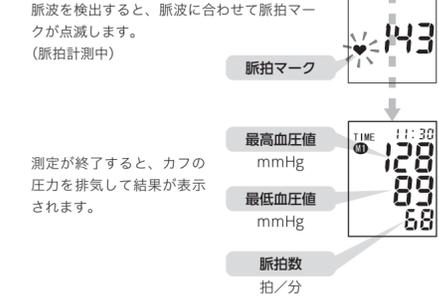 脈波を検出すると、脈波に合わせて脈拍マー
クが点滅します。
（脈拍計測中）
143
脈拍マーク
測定が終了すると、カフの
圧力を排気して結果が表示
されます。
最高血圧値
mmHg
最低血圧値
mmHg
脈拍数
拍／分
TIME 11:30
M1
128
89
68